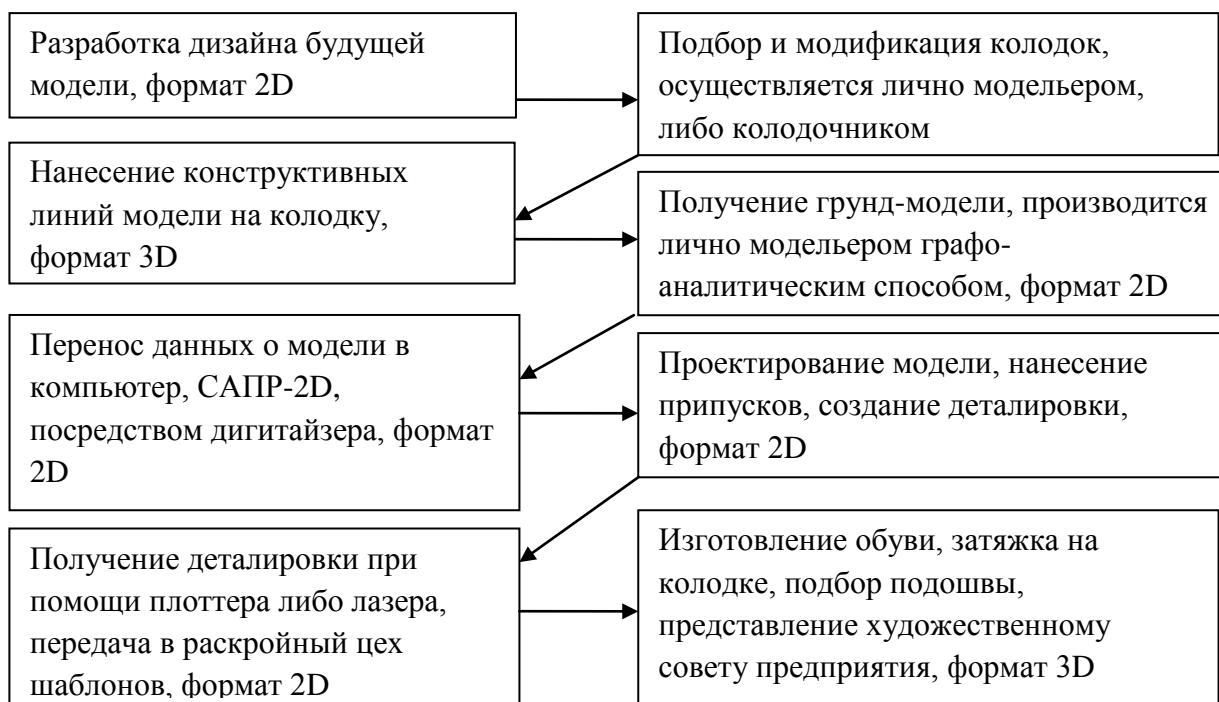 Разработка дизайна будущей
модели, формат 2D
Подбор и модификация колодок,
осуществляется лично модельером,
либо колодочником
Нанесение конструктивных
линий модели на колодку,
формат 3D
Получение грунд-модели, производится
лично модельером графо-
аналитическим способом, формат 2D
Перенос данных о модели в
компьютер, САПР-2D,
посредством дигитайзера, формат
2D
Проектирование модели, нанесение
припусков, создание деталировки,
формат 2D
Получение деталировки при
помощи плоттера либо лазера,
передача в раскройный цех
шаблонов, формат 2D
Изготовление обуви, затяжка на
колодке, подбор подошвы,
представление художественному
совету предприятия, формат 3D